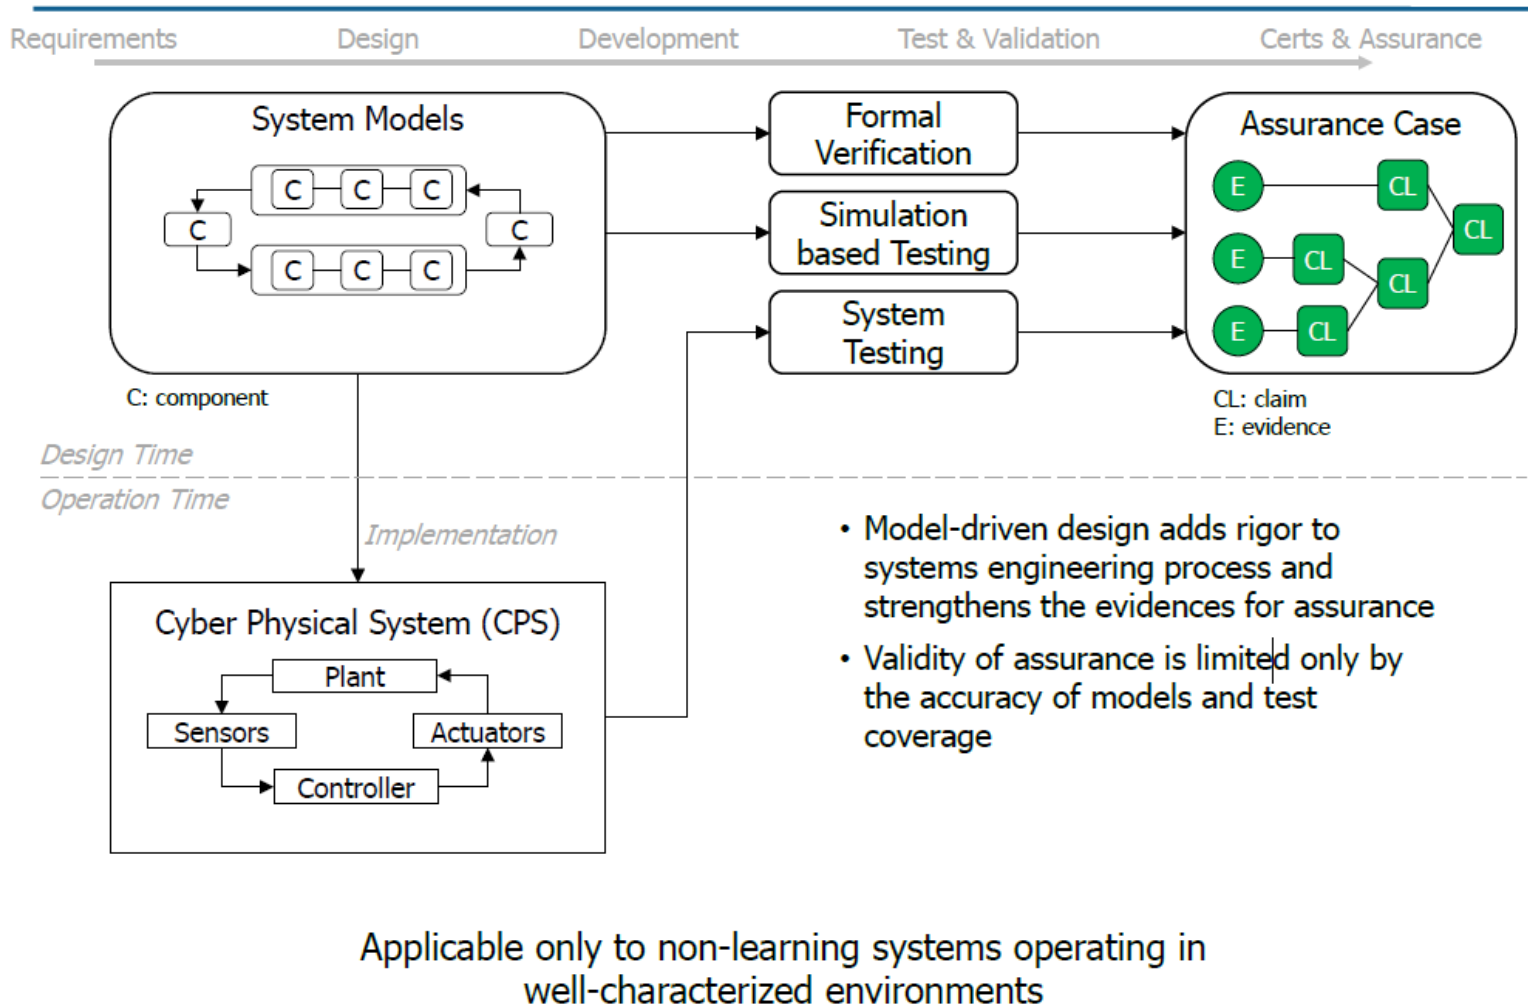 Requirements
Design
Development
Test & Validation
Certs & Assurance
System Models
C C C
C C
C C C
C: component
Formal
Verification
Simulation
based Testing
System
Testing
Assurance Case
E CL
CL
E CL
CL
E CL
CL: claim
E: evidence
Design Time
Operation Time
Implementation
Cyber Physical System (CPS)
Plant
Sensors
Actuators
Controller
• Model-driven design adds rigor to
systems engineering process and
strengthens the evidences for assurance
• Validity of assurance is limited only by
the accuracy of models and test
coverage
Applicable only to non-learning systems operating in
well-characterized environments